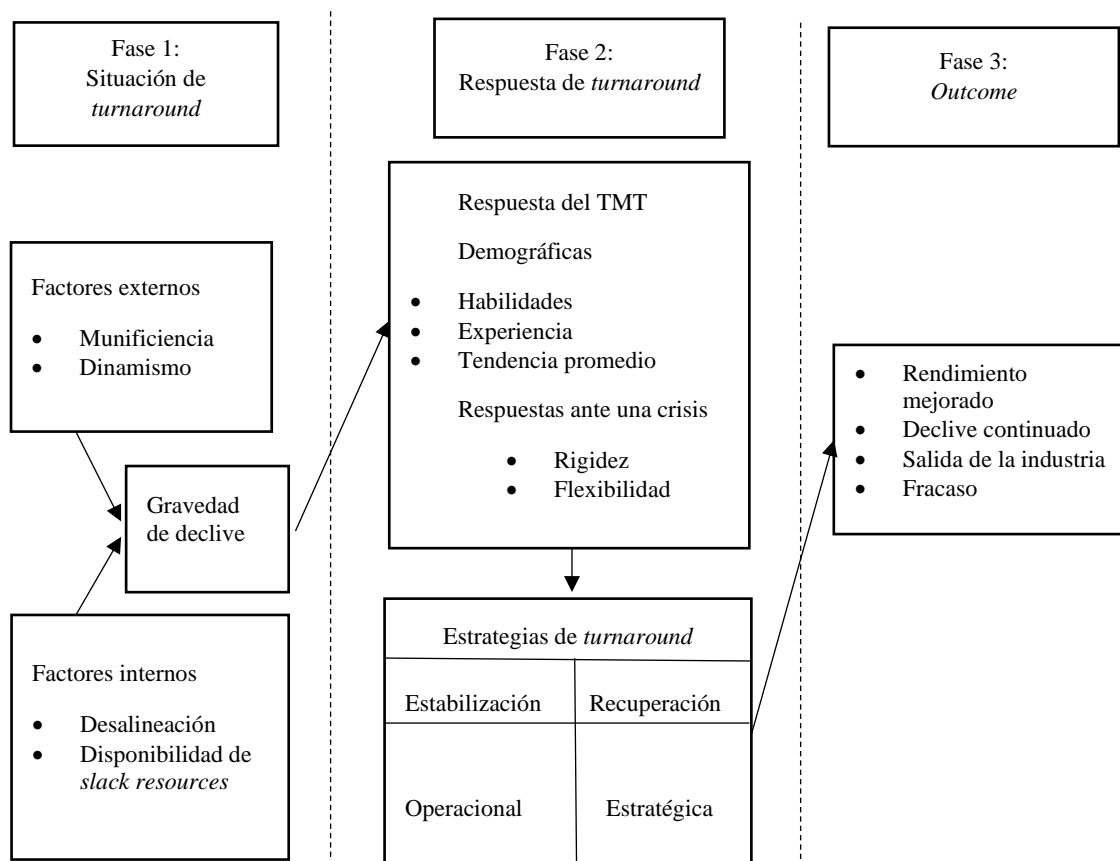 Fase 1:
Situación de
turnaround
Fase 2:
Respuesta de turnaround
Fase 3:
Outcome
Factores externos
• Munificiencia
• Dinamismo
Gravedad
de declive
Factores internos
• Desalineación
• Disponibilidad de
slack resources
Respuesta del TMT
Demográficas
• Habilidades
• Experiencia
• Tendencia promedio
Respuestas ante una crisis
• Rigidez
• Flexibilidad
Estrategias de turnaround
Estabilización
Recuperación
Operacional
Estratégica
• Rendimiento
mejorado
• Declive continuado
• Salida de la industria
• Fracaso